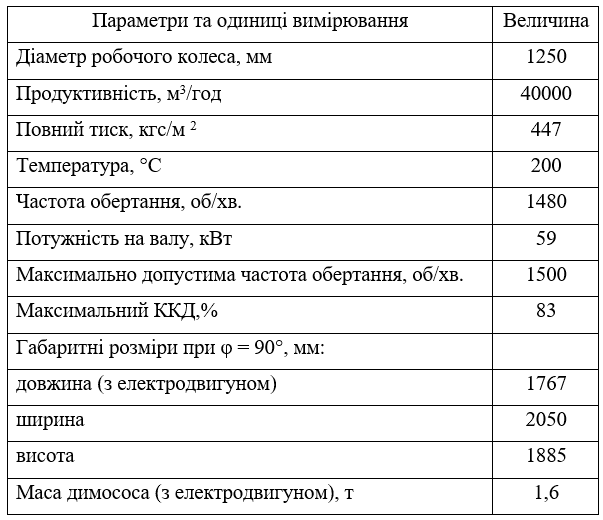 Параметри та одиниці вимірювання Величина
Діаметр робочого колеса, мм 1250
Продуктивність, м³/год 40000
Повний тиск, кгс/м ² 447
Температура, °С 200
Частота обертання, об/хв. 1480
Потужність на валу, кВт 59
Максимально допустима частота обертання, об/хв. 1500
Максимальний ККД,% 83
Габаритні розміри при φ = 90°, мм:
довжина (з електродвигуном) 1767
ширина 2050
висота 1885
Маса димососа (з електродвигуном), т 1,6